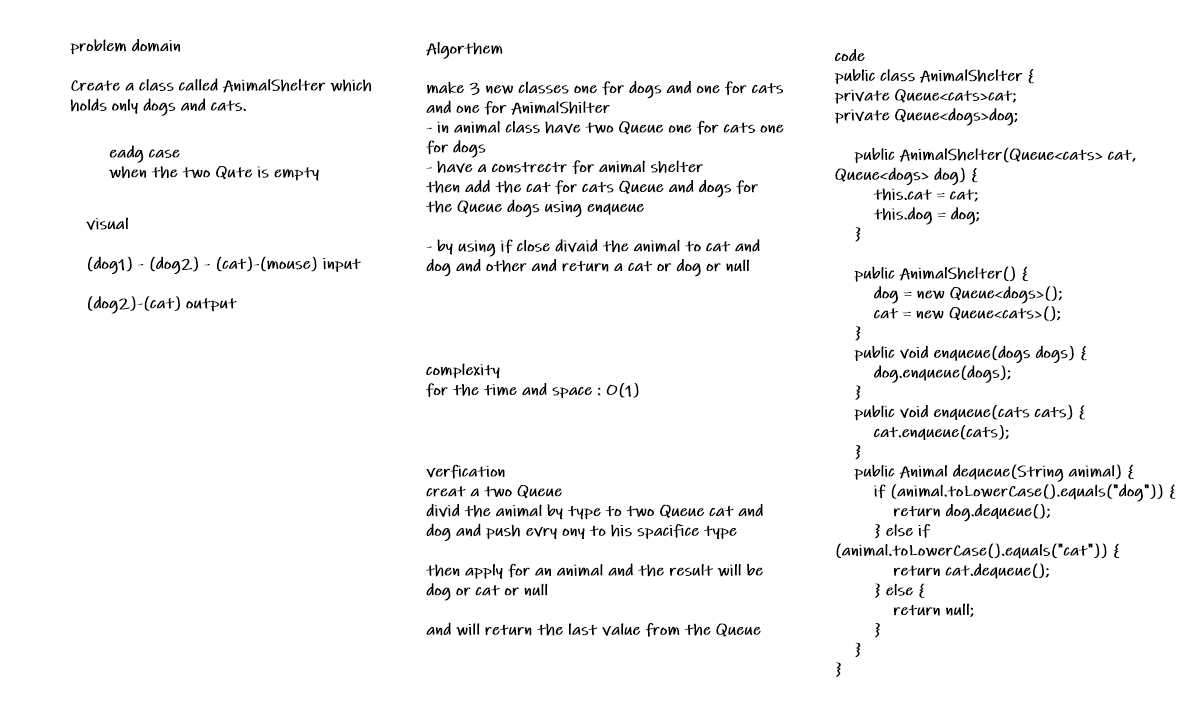 problem domain
Create a class called AnimalShelter which
holds only dogs and cats.
eadg case
when the two Qute is empty
visual
(dog1) - (dog2) - (cat)-(mouse) input
(dog2)-(cat) output
Algorthem
make 3 new classes one for dogs and one for cats
and one for AnimalShilter
- in animal class have two Queue one for cats one
for dogs
- have a constrectr for animal shelter
then add the cat for cats Queue and dogs for
the Queue dogs using enqueue
- by using if close divaid the animal to cat and
dog and other and return a cat or dog or null
complexity
for the time and space : O(1)
verfication
creat a two Queue
divid the animal by type to two Queue cat and
dog and push evry ony to his spacifice type
then apply for an animal and the result will be
dog or cat or null
and will return the last value from the Queue
code
public class AnimalShelter {
private Queue<cats>cat;
private Queue<dogs>dog;
public AnimalShelter(Queue<cats> cat,
Queue<dogs> dog) {
this.cat = cat;
this.dog = dog;
}
public AnimalShelter() {
dog = new Queue<dogs>();
cat = new Queue<cats>();
}
public void enqueue(dogs dogs) {
dog.enqueue(dogs);
}
public void enqueue(cats cats) {
cat.enqueue(cats);
}
public Animal dequeue(String animal) {
if (animal.toLowerCase().equals("dog")) {
return dog.dequeue();
} else if
(animal.toLowerCase().equals("cat")) {
return cat.dequeue();
} else {
return null;
}
}
}